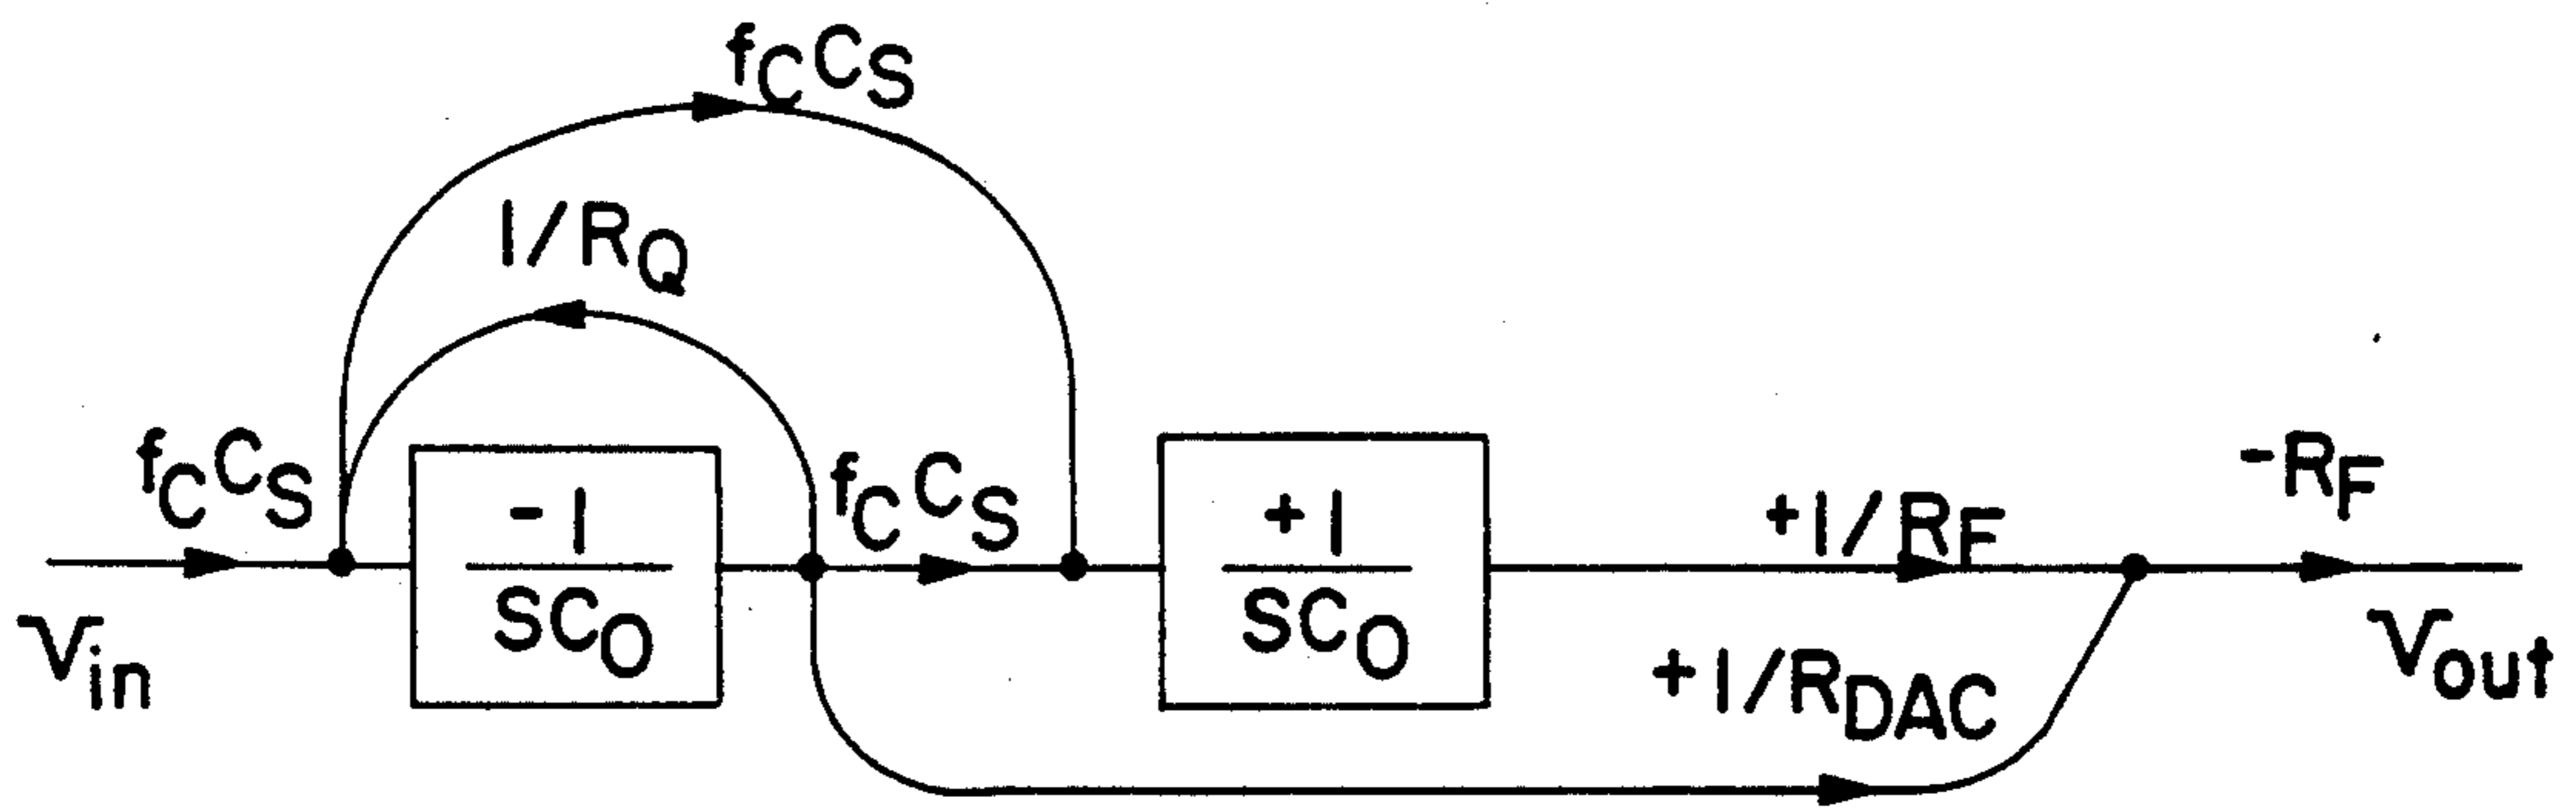 fCCS
1/RQ
fCCS
-1
SCO
fCCS
+1
SCO
+1/RF
-RF
Vin
+1/RDAC
Vout